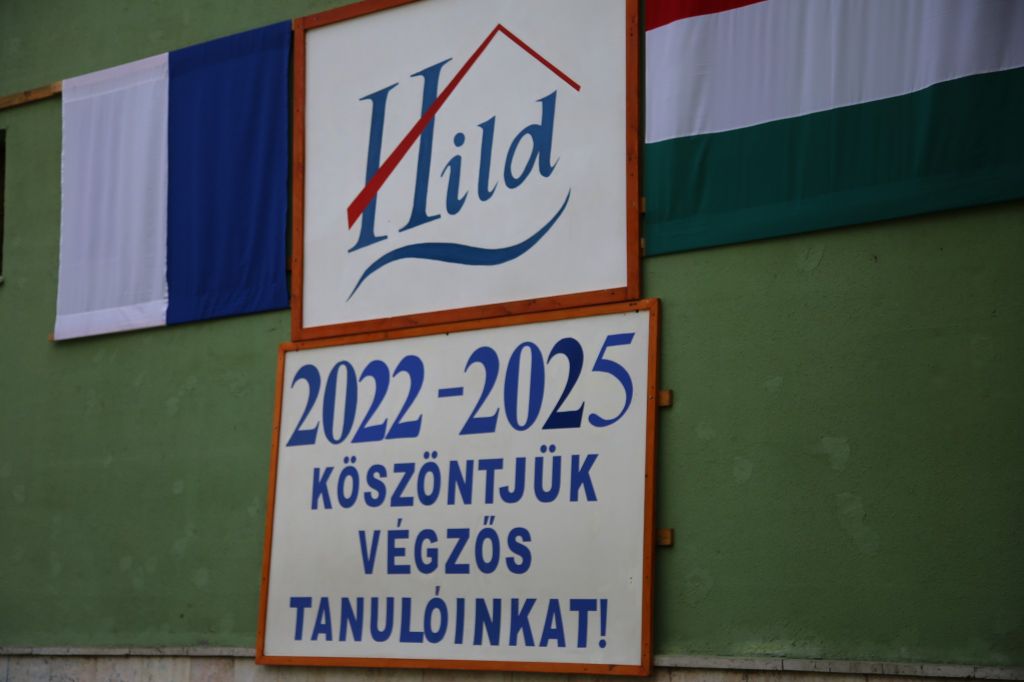 Hild
2022-2025
KÖSZÖNTJÜK
VÉGZŐS
TANULÓINKAT!